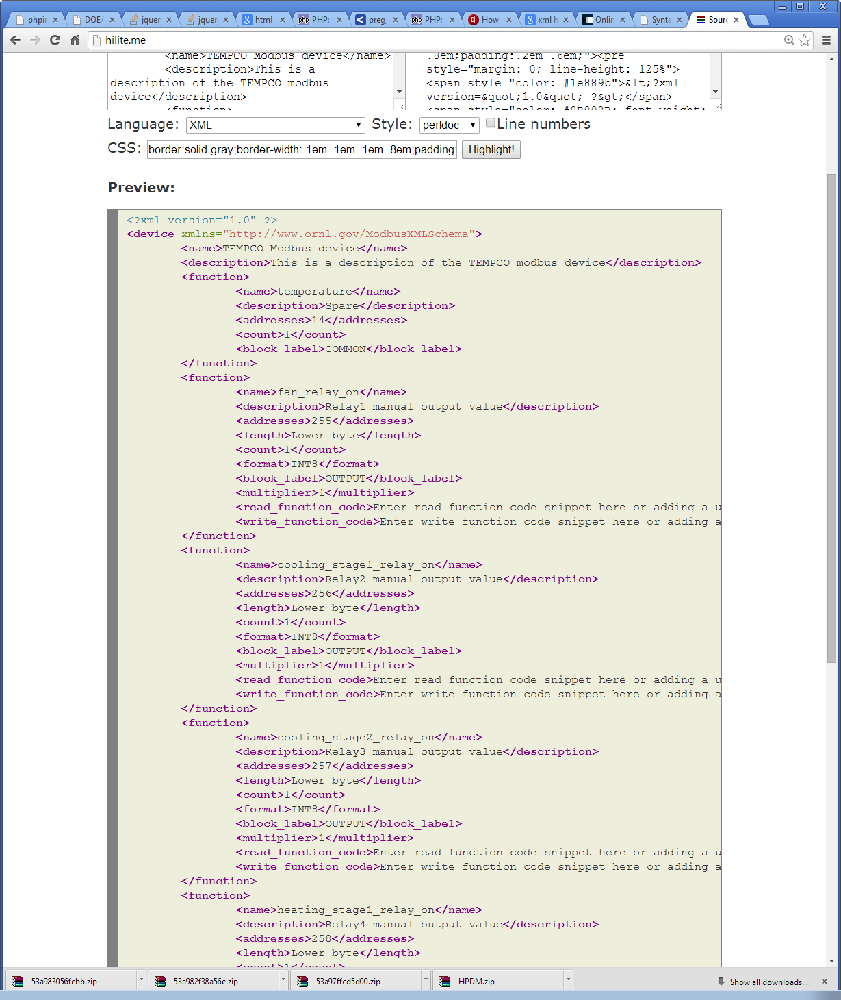 phpin
DOE/
jquer
jquer
html
PHP:
preg_
PHP:
How
xml h
Onlin
Synta
Sourc
hilite.me
<name>TEMPCO Modbus device</name>
<description>This is a
description of the TEMPCO modbus
device</description>
<function>
.8em;padding:.2em .6em;"><pre
style="margin: 0; line-height: 125%">
<span style="color: #1e889b">&lt;?xml
version=&quot;1.0&quot; ?&gt;</span>
<span style="color: #8B008B; font-weight:
Language: XML Style: perldoc Line numbers
CSS: border:solid gray;border-width:.1em .1em .1em .8em;padding Highlight!
Preview:
<?xml version="1.0" ?>
<device xmlns="http://www.ornl.gov/ModbusXMLSchema">
<name>TEMPCO Modbus device</name>
<description>This is a description of the TEMPCO modbus device</description>
<function>
<name>temperature</name>
<description>Spare</description>
<addresses>14</addresses>
<count>1</count>
<block_label>COMMON</block_label>
</function>
<function>
<name>fan_relay_on</name>
<description>Relay1 manual output value</description>
<addresses>255</addresses>
<length>Lower byte</length>
<count>1</count>
<format>INT8</format>
<block_label>OUTPUT</block_label>
<multiplier>1</multiplier>
<read_function_code>Enter read function code snippet here or adding a u
<write_function_code>Enter write function code snippet here or adding a
</function>
<function>
<name>cooling_stage1_relay_on</name>
<description>Relay2 manual output value</description>
<addresses>256</addresses>
<length>Lower byte</length>
<count>1</count>
<format>INT8</format>
<block_label>OUTPUT</block_label>
<multiplier>1</multiplier>
<read_function_code>Enter read function code snippet here or adding a u
<write_function_code>Enter write function code snippet here or adding a
</function>
<function>
<name>cooling_stage2_relay_on</name>
<description>Relay3 manual output value</description>
<addresses>257</addresses>
<length>Lower byte</length>
<count>1</count>
<format>INT8</format>
<block_label>OUTPUT</block_label>
<multiplier>1</multiplier>
<read_function_code>Enter read function code snippet here or adding a u
<write_function_code>Enter write function code snippet here or adding a
</function>
<function>
<name>heating_stage1_relay_on</name>
<description>Relay4 manual output value</description>
<addresses>258</addresses>
<length>Lower byte</length>
<count>1</count>
53a983056febb.zip
53a982f38a56e.zip
53a97ffcd5d00.zip
HPDM.zip
Show all downloads...